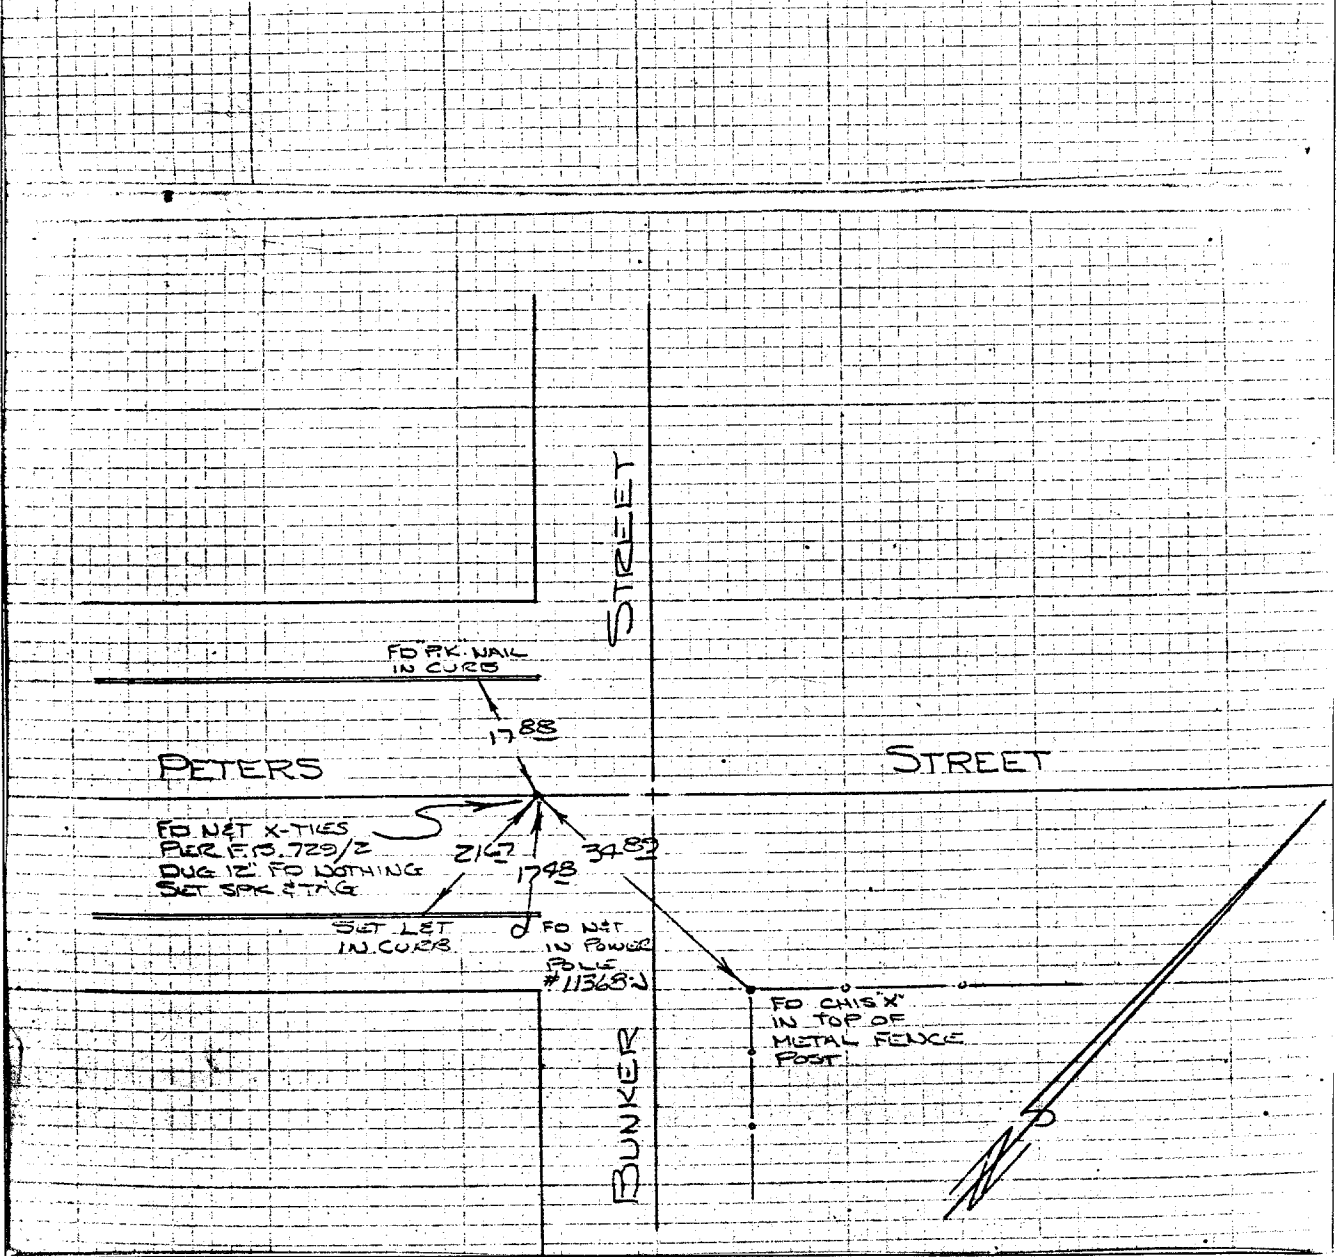 STREET
FD "P.K." NAIL
IN CURB
17.88
PETERS
STREET
FD N&T X-TIES
PER F.B. 729/2
DUG 12" FD NOTHING
SET SPK & TAG
21.67
17.48
34.89
SET L&T
IN CURB
FD N&T
IN POWER
POLE
FD CHIS "X"
IN TOP OF
METAL FENCE
POST
BUNKER
N